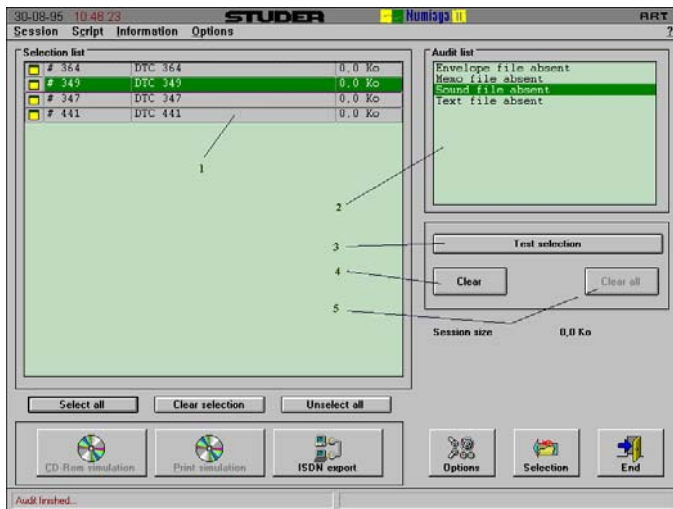 30-08-95 10:46:23 STUDER Numisys II ART
Session Script Information Options ?
Selection list
# 364 DTC 364 0,0 Ko
# 349 DTC 349 0,0 Ko
# 347 DTC 347 0,0 Ko
# 441 DTC 441 0,0 Ko
1
Audit list
Envelope file absent
Memo file absent
Sound file absent
Text file absent
2
3 Test selection
4 Clear Clear all
5
Session size 0,0 Ko
Select all Clear selection Unselect all
CD Rom simulation Print simulation ISDN export Options Selection End
Audit finished...